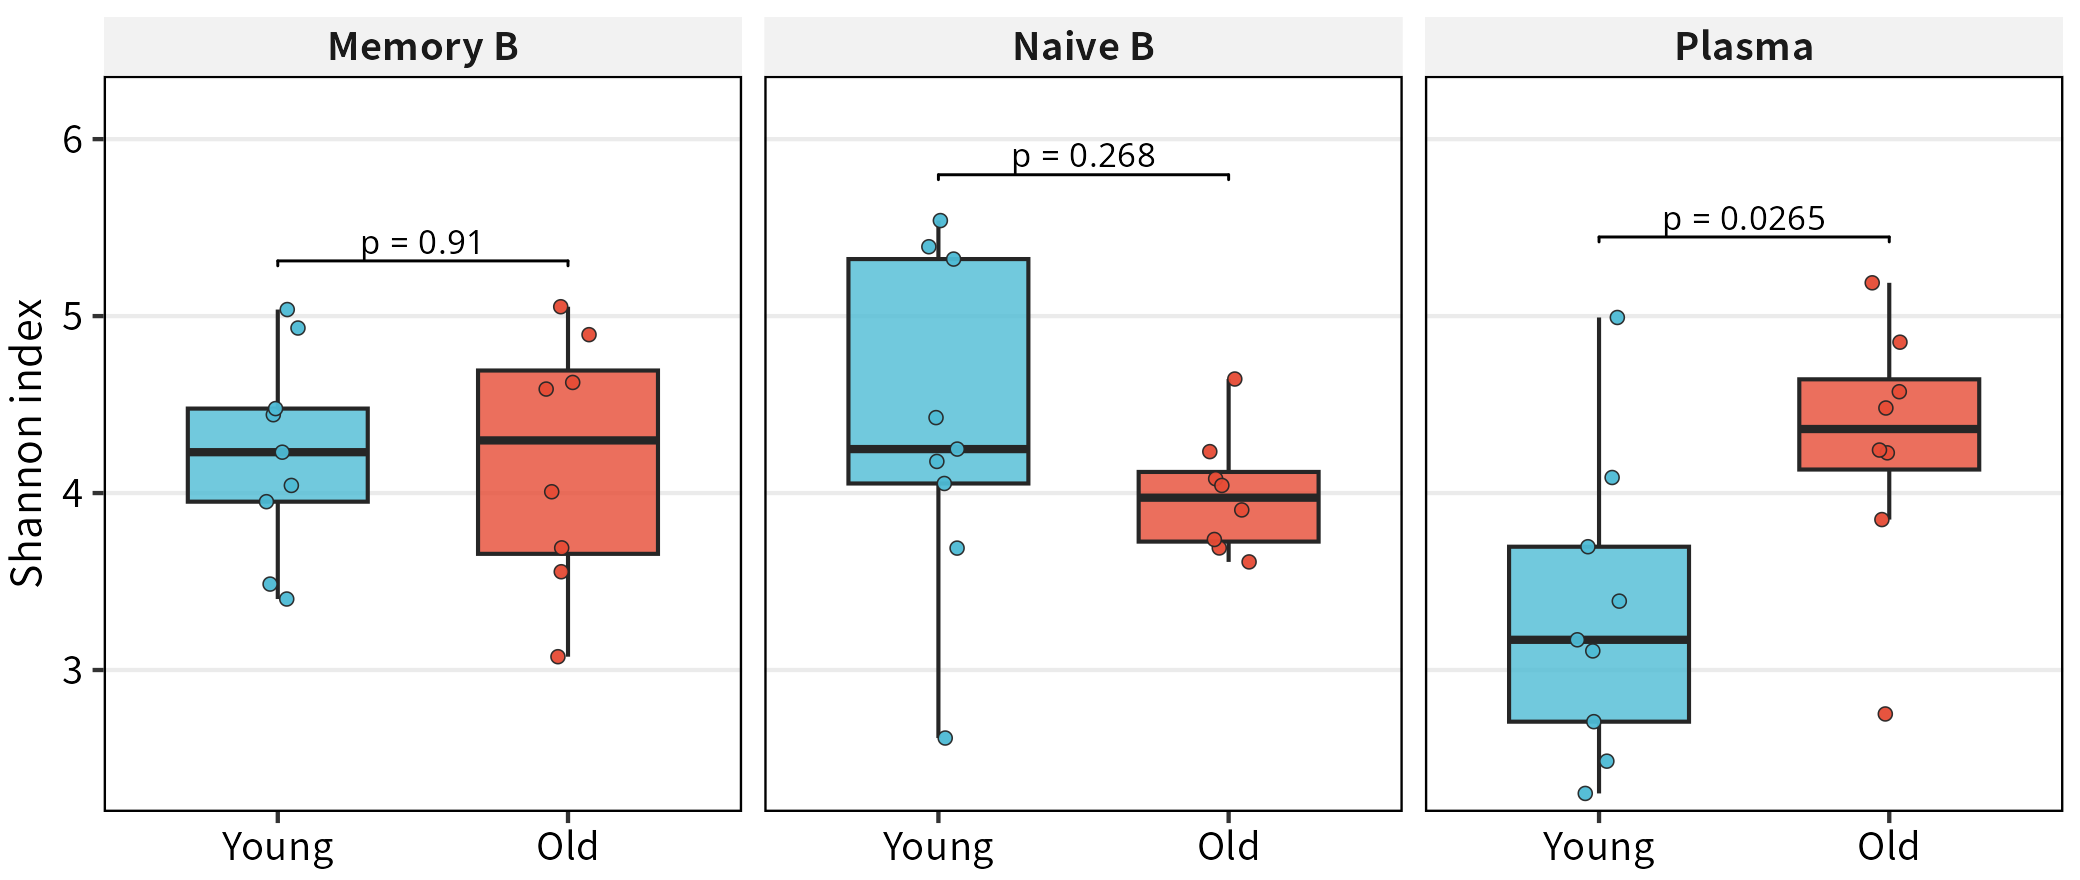 Memory B
Naive B
Plasma
Shannon index
6
5
4
3
p = 0.91
p = 0.268
p = 0.0265
Young
Old
Young
Old
Young
Old